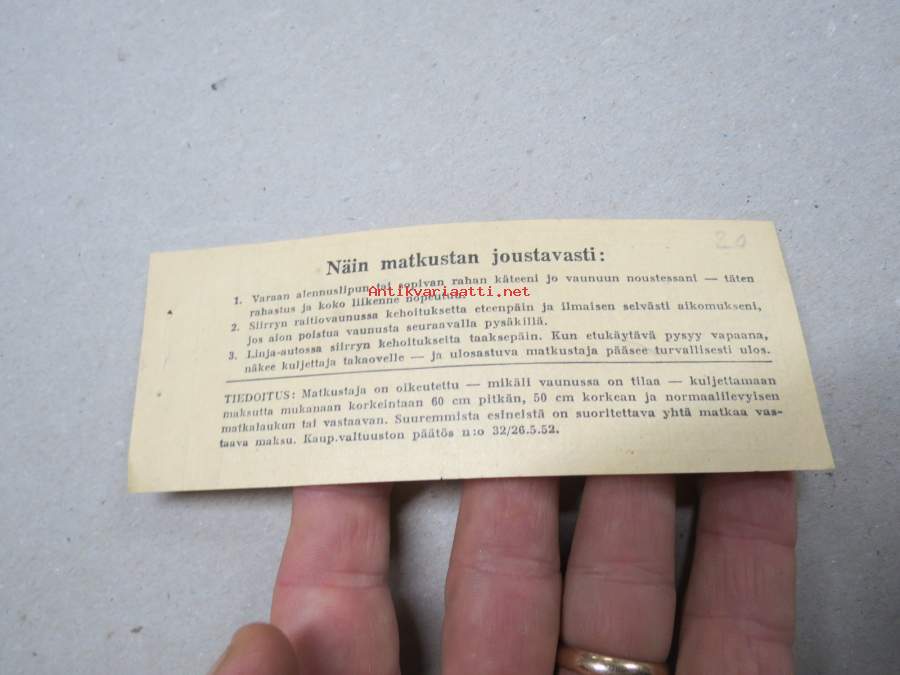 20
Näin matkustan joustavasti:
1. Varaan alennuslipun tai sopivan rahan käteeni jo vaunuun noustessani — täten
rahastus ja koko liikenne nopeutuu.
Antikvariaatti.net
2. Siirryn raitiovaunussa kehoituksetta eteenpäin ja ilmaisen selvästi aikomukseni,
jos aion poistua vaunusta seuraavalla pysäkillä.
3. Linja-autossa siirryn kehoituksetta taaksepäin. Kun etukäytävä pysyy vapaana,
näkee kuljettaja takaovelle — ja ulosastuva matkustaja pääsee turvallisesti ulos.
TIEDOITUS: Matkustaja on oikeutettu — mikäli vaunussa on tilaa — kuljettamaan
maksutta mukanaan korkeintaan 60 cm pitkän, 50 cm korkean ja normaalilevyisen
matkalaukun tai vastaavan. Suuremmista esineistä on suoritettava yhtä matkaa vas-
taava maksu. Kaup.valtuuston päätös n:o 32/26.5.52.